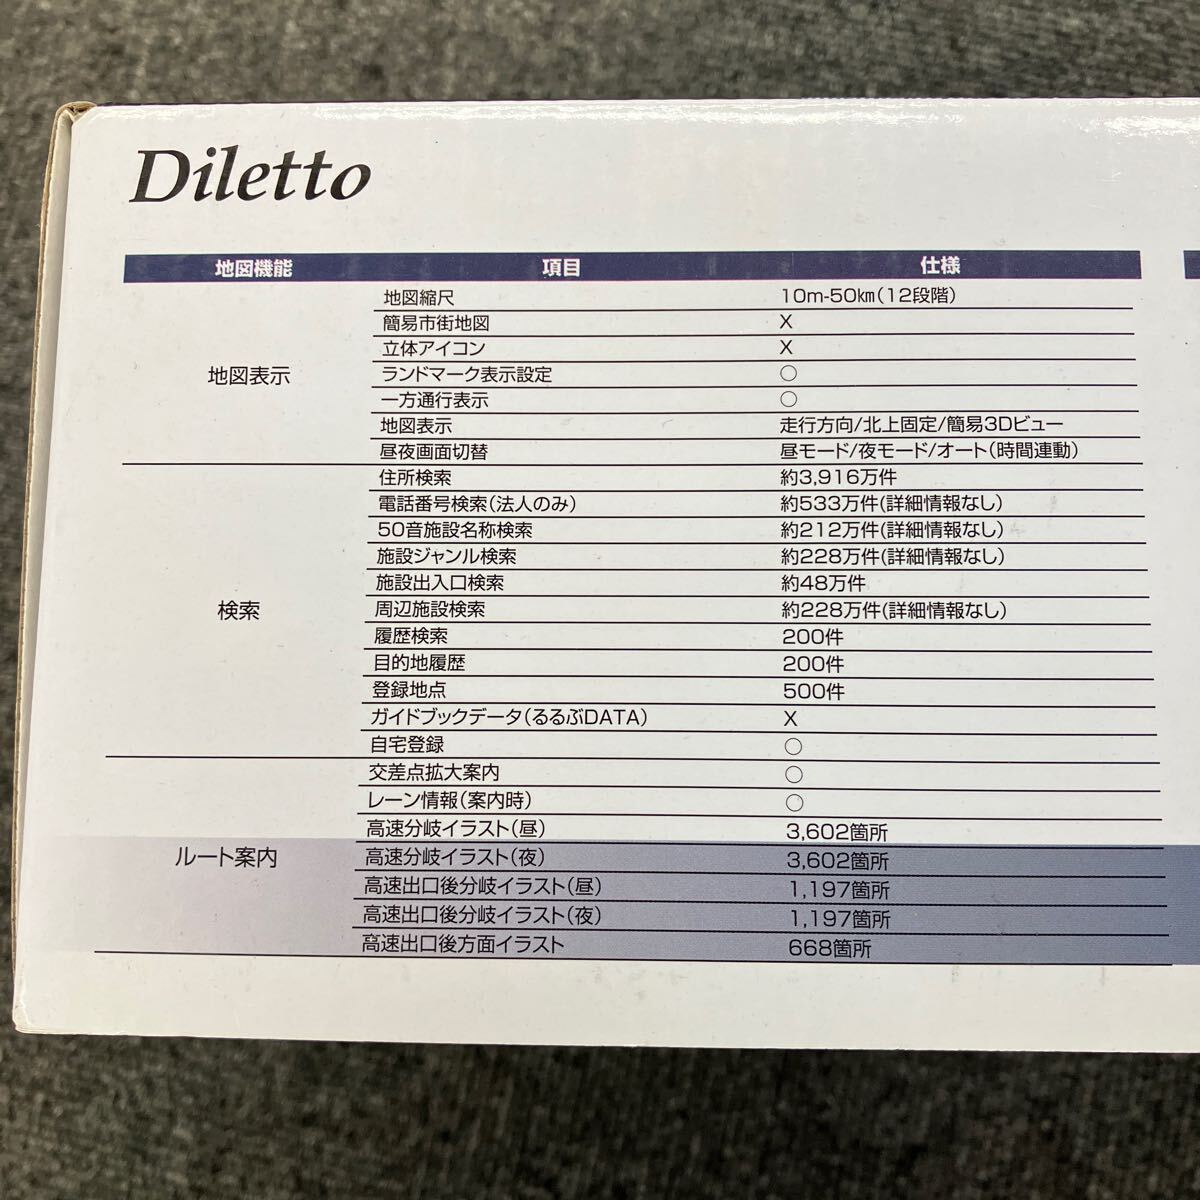 Diletto
地図機能 項目 仕様
地図表示
地図縮尺 10m-50㎞(12段階)
簡易市街地図 X
立体アイコン X
ランドマーク表示設定 ○
一方通行表示 ○
地図表示 走行方向/北上固定/簡易3Dビュー
昼夜画面切替 昼モード/夜モード/オート(時間連動)
検索
住所検索 約3,916万件
電話番号検索(法人のみ) 約533万件(詳細情報なし)
50音施設名称検索 約212万件(詳細情報なし)
施設ジャンル検索 約228万件(詳細情報なし)
施設出入口検索 約48万件
周辺施設検索 約228万件(詳細情報なし)
履歴検索 200件
目的地履歴 200件
登録地点 500件
ガイドブックデータ(るるぶDATA) X
自宅登録 ○
ルート案内
交差点拡大案内 ○
レーン情報(案内時) ○
高速分岐イラスト(昼) 3,602箇所
高速分岐イラスト(夜) 3,602箇所
高速出口後分岐イラスト(昼) 1,197箇所
高速出口後分岐イラスト(夜) 1,197箇所
高速出口後方面イラスト 668箇所